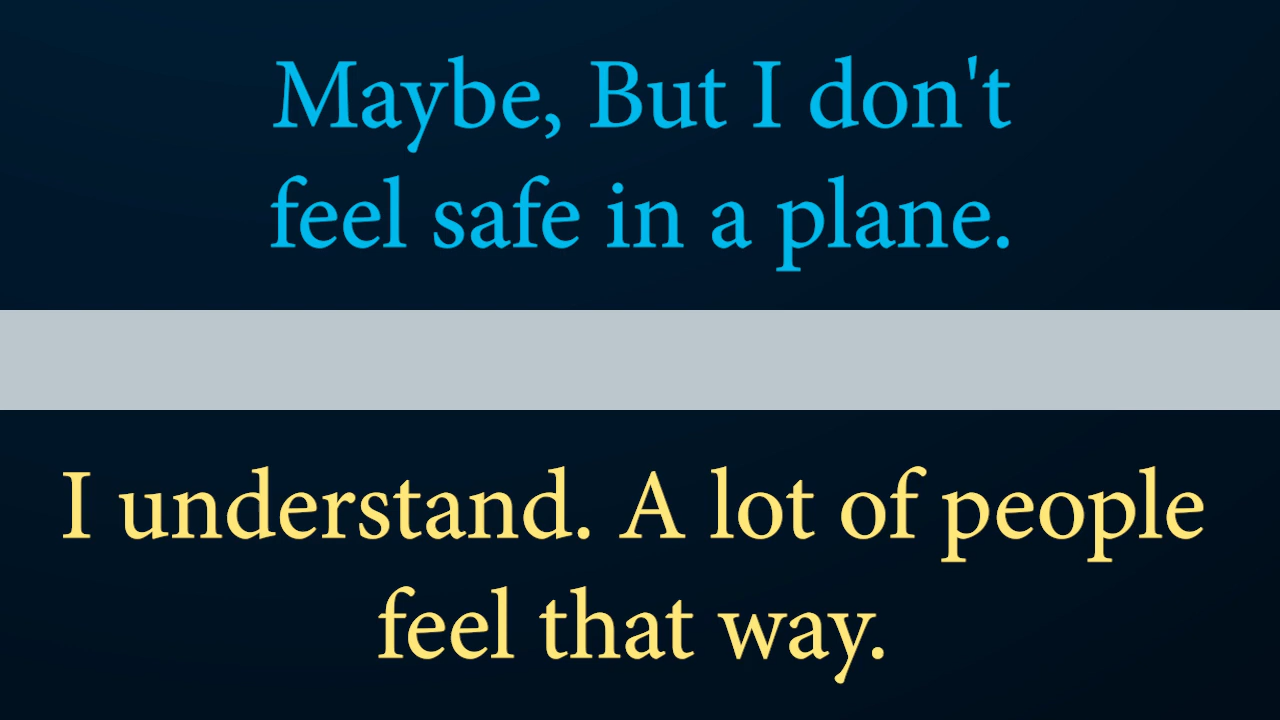 Maybe, But I don't
feel safe in a plane.
I understand. A lot of people
feel that way.